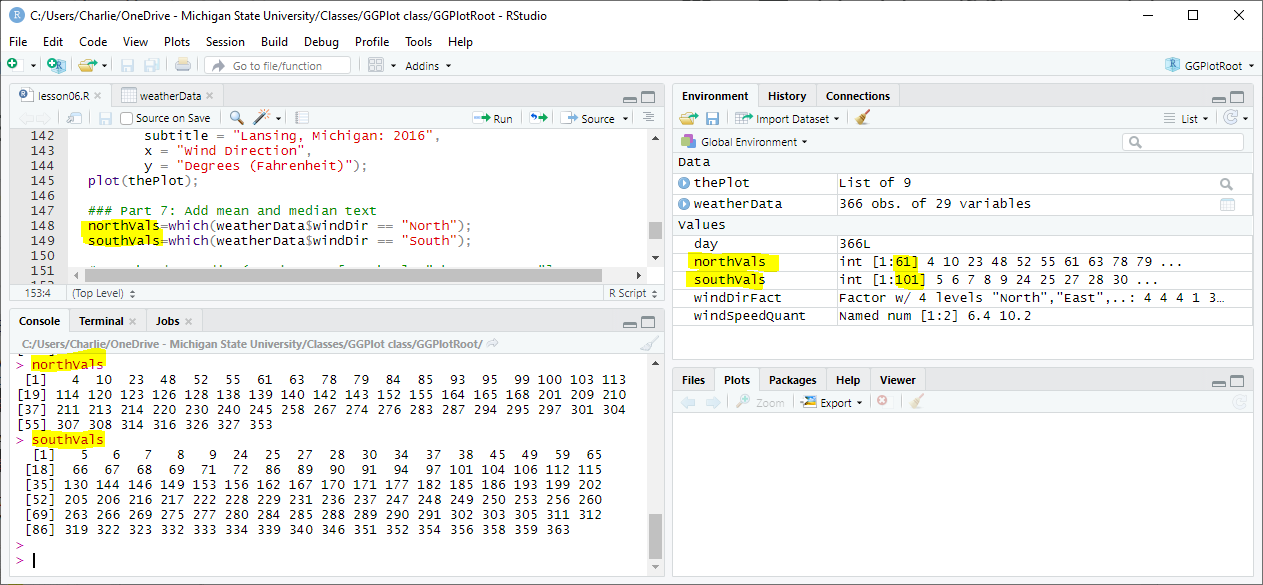 C:/Users/Charlie/OneDrive - Michigan State University/Classes/GGPlot class/GGPlotRoot - RStudio
File Edit Code View Plots Session Build Debug Profile Tools Help
Go to file/function Addins GGPlotRoot
lesson06.R weatherData
Source on Save Run Source
142 subtitle = "Lansing, Michigan: 2016",
143 x = "Wind Direction",
144 y = "Degrees (Fahrenheit)");
145 plot(thePlot);
146
147 ### Part 7: Add mean and median text
148 northVals=which(weatherData$windDir == "North");
149 southVals=which(weatherData$windDir == "South");
150
151
153:4 (Top Level) R Script
Console Terminal Jobs
C:/Users/Charlie/OneDrive - Michigan State University/Classes/GGPlot class/GGPlotRoot/
> northVals
[1] 4 10 23 48 52 55 61 63 78 79 84 85 93 95 99 100 103 113
[19] 114 120 123 126 128 138 139 140 142 143 152 155 164 165 168 201 209 210
[37] 211 213 214 220 230 240 245 258 267 274 276 283 287 294 295 297 301 304
[55] 307 308 314 316 326 327 353
> southVals
[1] 5 6 7 8 9 24 25 27 28 30 34 37 38 45 49 59 65
[18] 66 67 68 69 71 72 86 89 90 91 94 97 101 104 106 112 115
[35] 130 144 146 149 153 156 162 167 170 171 177 182 185 186 193 199 202
[52] 205 206 216 217 222 228 229 231 236 237 247 248 249 250 253 256 260
[69] 263 266 269 275 277 280 284 285 288 289 290 291 302 303 305 311 312
[86] 319 322 323 332 333 334 339 340 346 351 352 354 356 358 359 363
>
>
Environment History Connections
Import Dataset List
Global Environment
Data
thePlot List of 9
weatherData 366 obs. of 29 variables
Values
day 366L
northVals int [1:61] 4 10 23 48 52 55 61 63 78 79 ...
southVals int [1:101] 5 6 7 8 9 24 25 27 28 30 ...
windDirFact Factor w/ 4 levels "North","East",..: 4 4 4 1 3…
windSpeedQuant Named num [1:2] 6.4 10.2
Files Plots Packages Help Viewer
Zoom Export